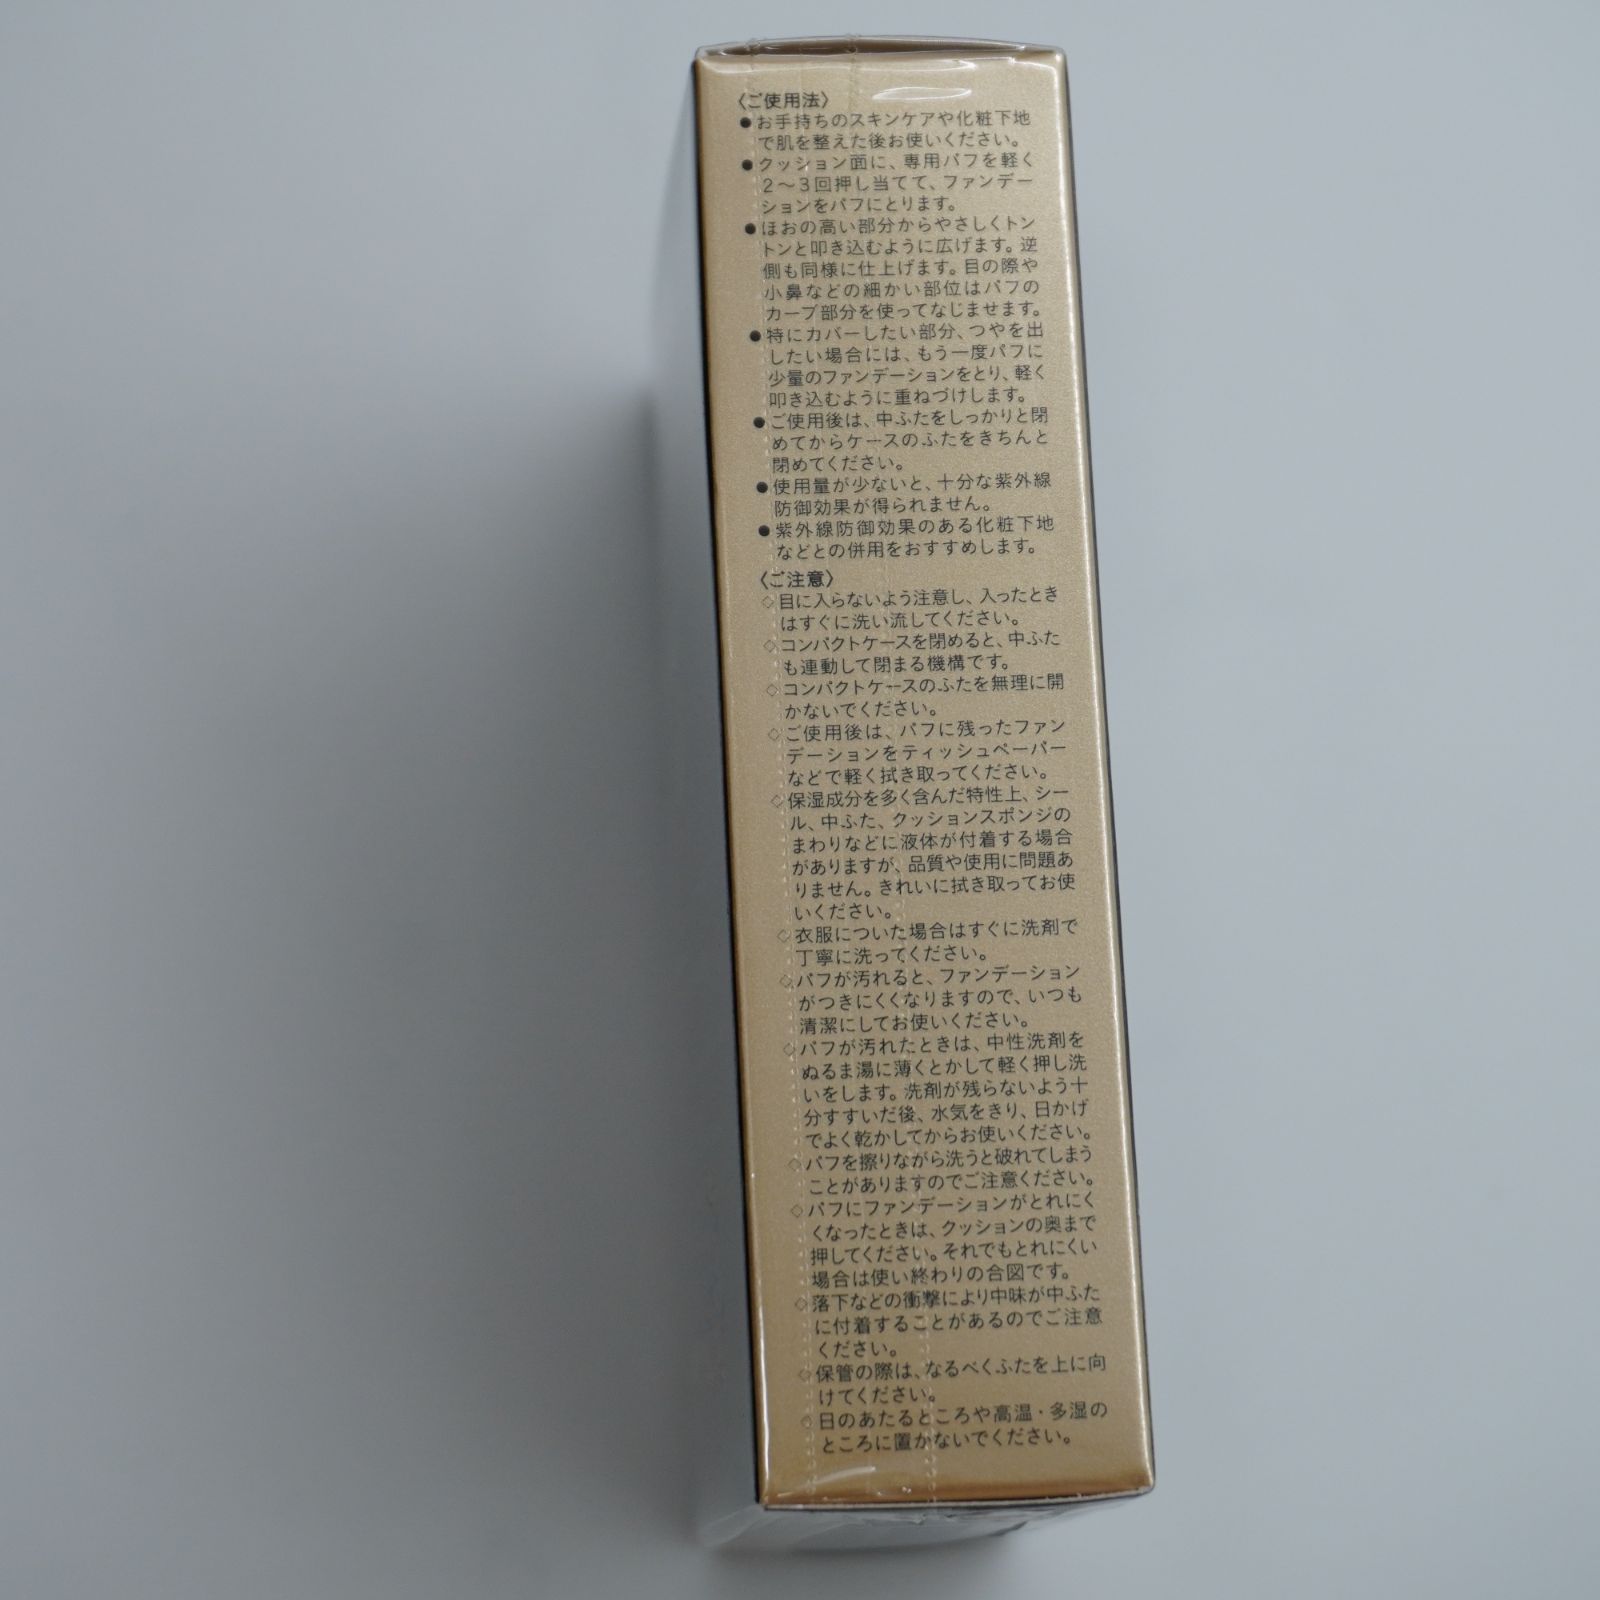 〈ご使用法〉
●お手持ちのスキンケアや化粧下地
で肌を整えた後お使いください。
●クッション面に、専用パフを軽く
2〜3回押し当てて、ファンデー
ションをパフにとります。
●ほおの高い部分からやさしくトン
トンと叩き込むように広げます。逆
側も同様に仕上げます。目の際や
小鼻などの細かい部位はパフの
カーブ部分を使ってなじませます。
●特にカバーしたい部分、つやを出
したい場合には、もう一度パフに
少量のファンデーションをとり、軽く
叩き込むように重ねづけします。
●ご使用後は、中ふたをしっかりと閉
めてからケースのふたをきちんと
閉めてください。
●使用量が少ないと、十分な紫外線
防御効果が得られません。
●紫外線防御効果のある化粧下地
などとの併用をおすすめします。
〈ご注意〉
◇目に入らないよう注意し、入ったとき
はすぐに洗い流してください。
◇コンパクトケースを閉めると、中ふた
も連動して閉まる機構です。
◇コンパクトケースのふたを無理に開
かないでください。
◇ご使用後は、パフに残ったファン
デーションをティッシュペーパー
などで軽く拭き取ってください。
◇保湿成分を多く含んだ特性上、シー
ル、中ふた、クッションスポンジの
まわりなどに液体が付着する場合
がありますが、品質や使用に問題あ
りません。きれいに拭き取ってお使
いください。
◇衣服についた場合はすぐに洗剤で
丁寧に洗ってください。
◇パフが汚れると、ファンデーション
がつきにくくなりますので、いつも
清潔にしてお使いください。
◇パフが汚れたときは、中性洗剤を
ぬるま湯に薄くとかして軽く押し洗
いをします。洗剤が残らないよう十
分すすいだ後、水気をきり、日かげ
でよく乾かしてからお使いください。
◇パフを擦りながら洗うと破れてしまう
ことがありますのでご注意ください。
◇パフにファンデーションがとれにく
くなったときは、クッションの奥まで
押してください。それでもとれにくい
場合は使い終わりの合図です。
◇落下などの衝撃により中味が中ふた
に付着することがあるのでご注意
ください。
◇保管の際は、なるべくふたを上に向
けてください。
◇日のあたるところや高温・多湿の
ところに置かないでください。